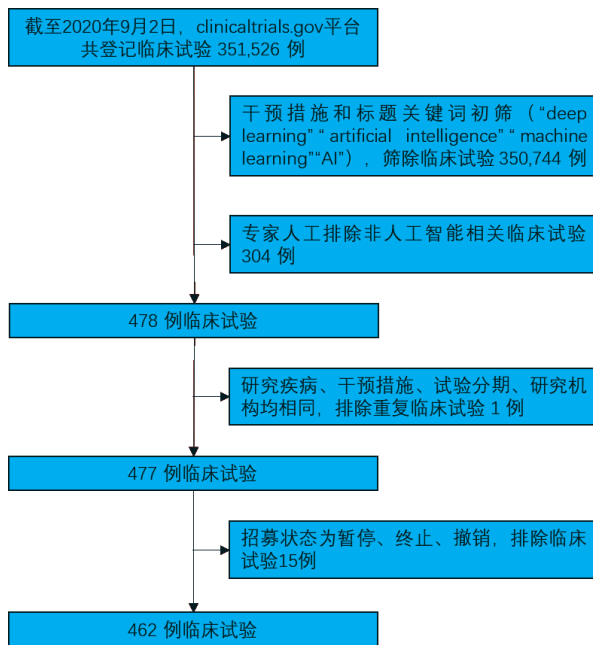 截至2020年9月2日，clinicaltrials.gov平台
共登记临床试验 351,526 例
干预措施和标题关键词初筛（“deep
learning” “ artificial intelligence” “ machine
learning”“AI”），筛除临床试验 350,744 例
专家人工排除非人工智能相关临床试验
304 例
478 例临床试验
研究疾病、干预措施、试验分期、研究机
构均相同，排除重复临床试验 1 例
477 例临床试验
招募状态为暂停、终止、撤销，排除临床
试验15例
462 例临床试验